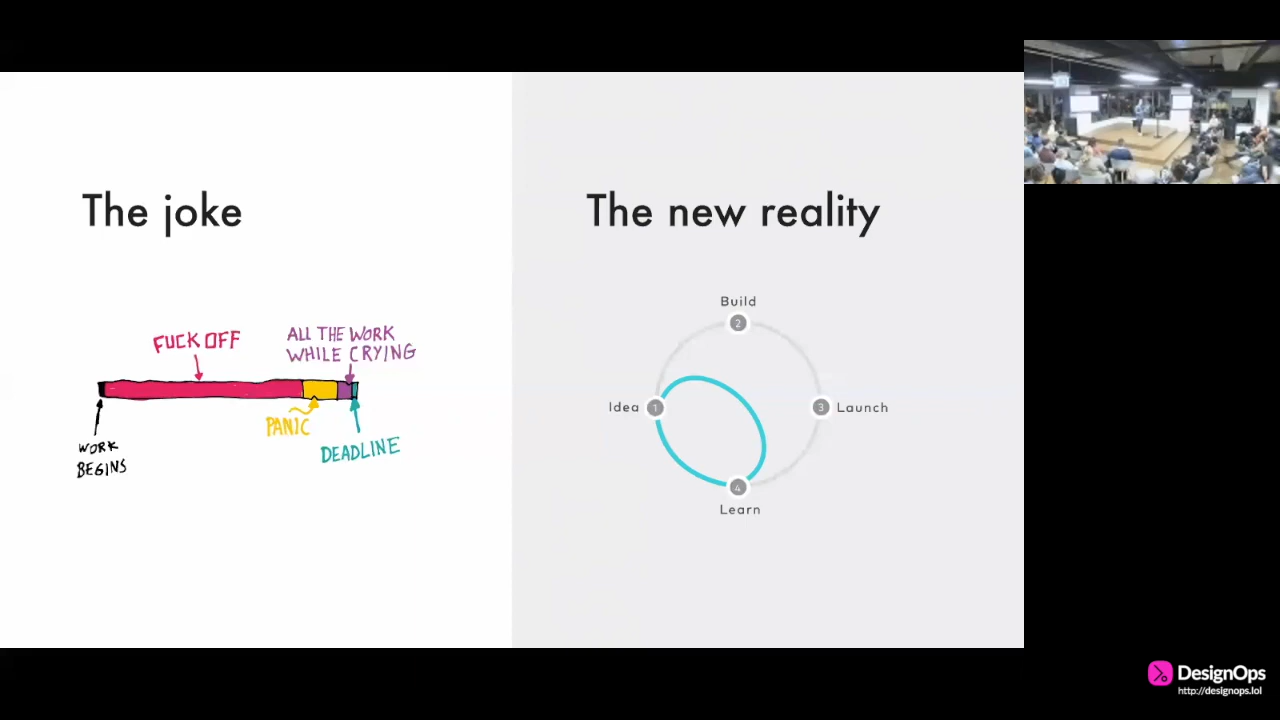 The joke
FUCK OFF
ALL THE WORK
WHILE CRYING
PANIC
DEADLINE
WORK
BEGINS
The new reality
Build
2
Idea
1
3
Launch
4
Learn
DesignOps
http://designops.lol